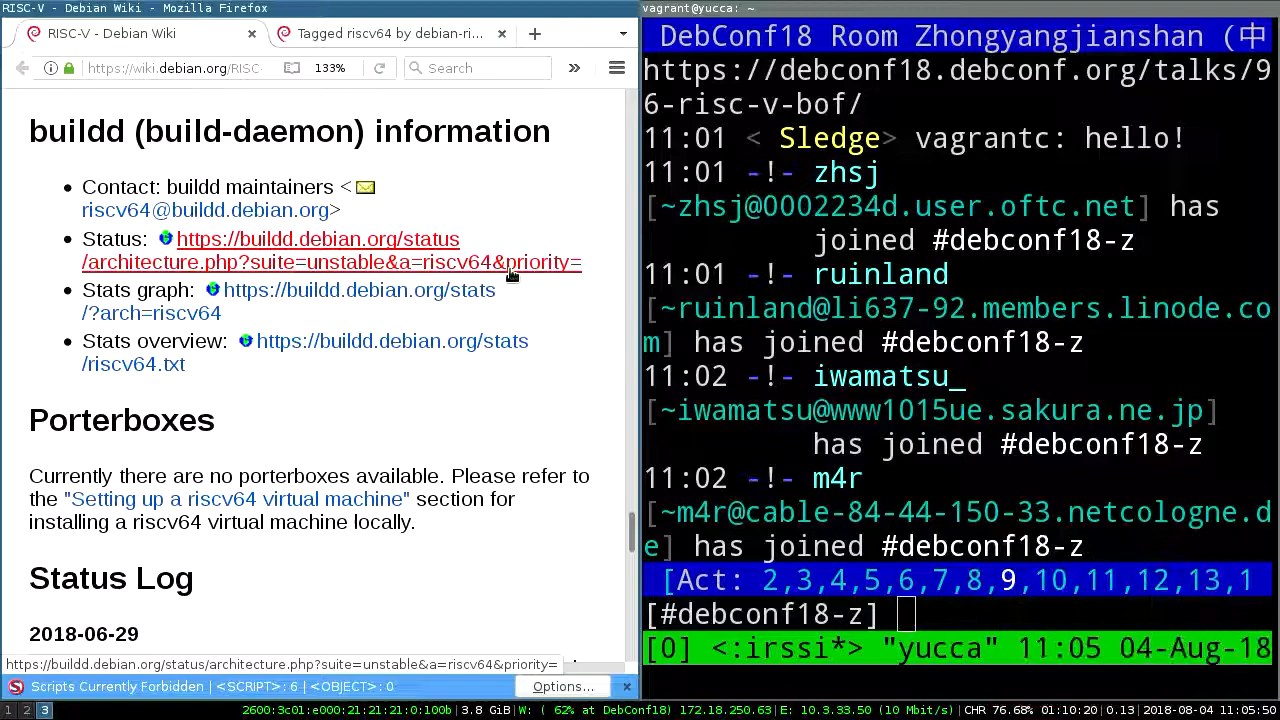 RISC-V - Debian Wiki - Mozilla Firefox
RISC-V - Debian Wiki
Tagged riscv64 by debian-ri...
https://wiki.debian.org/RISC-
133%
Search
buildd (build-daemon) information
Contact: buildd maintainers <
riscv64@buildd.debian.org>
Status: https://buildd.debian.org/status
/architecture.php?suite=unstable&a=riscv64&priority=
Stats graph: https://buildd.debian.org/stats
/?arch=riscv64
Stats overview: https://buildd.debian.org/stats
/riscv64.txt
Porterboxes
Currently there are no porterboxes available. Please refer to
the "Setting up a riscv64 virtual machine" section for
installing a riscv64 virtual machine locally.
Status Log
2018-06-29
https://buildd.debian.org/status/architecture.php?suite=unstable&a=riscv64&priority=
Scripts Currently Forbidden | <SCRIPT>: 6 | <OBJECT>: 0
Options...
vagrant@yucca: ~
DebConf18 Room Zhongyangjianshan (中
https://debconf18.debconf.org/talks/9
6-risc-v-bof/
11:01 < Sledge> vagrantc: hello!
11:01 -!- zhsj
[~zhsj@0002234d.user.oftc.net] has
joined #debconf18-z
11:01 -!- ruinland
[~ruinland@li637-92.members.linode.co
m] has joined #debconf18-z
11:02 -!- iwamatsu_
[~iwamatsu@www1015ue.sakura.ne.jp]
has joined #debconf18-z
11:02 -!- m4r
[~m4r@cable-84-44-150-33.netcologne.d
e] has joined #debconf18-z
[Act: 2,3,4,5,6,7,8,9,10,11,12,13,1
[#debconf18-z]
[0] <:irssi*> "yucca" 11:05 04-Aug-18
1 2 3
2600:3c01:e000:21:21:21:0:100b|3.8 GiB|W: ( 62% at DebConf18) 172.18.250.63|E: 10.3.33.50 (10 Mbit/s)|CHR 76.68% 01:10:20|0.13|2018-08-04 11:05:50